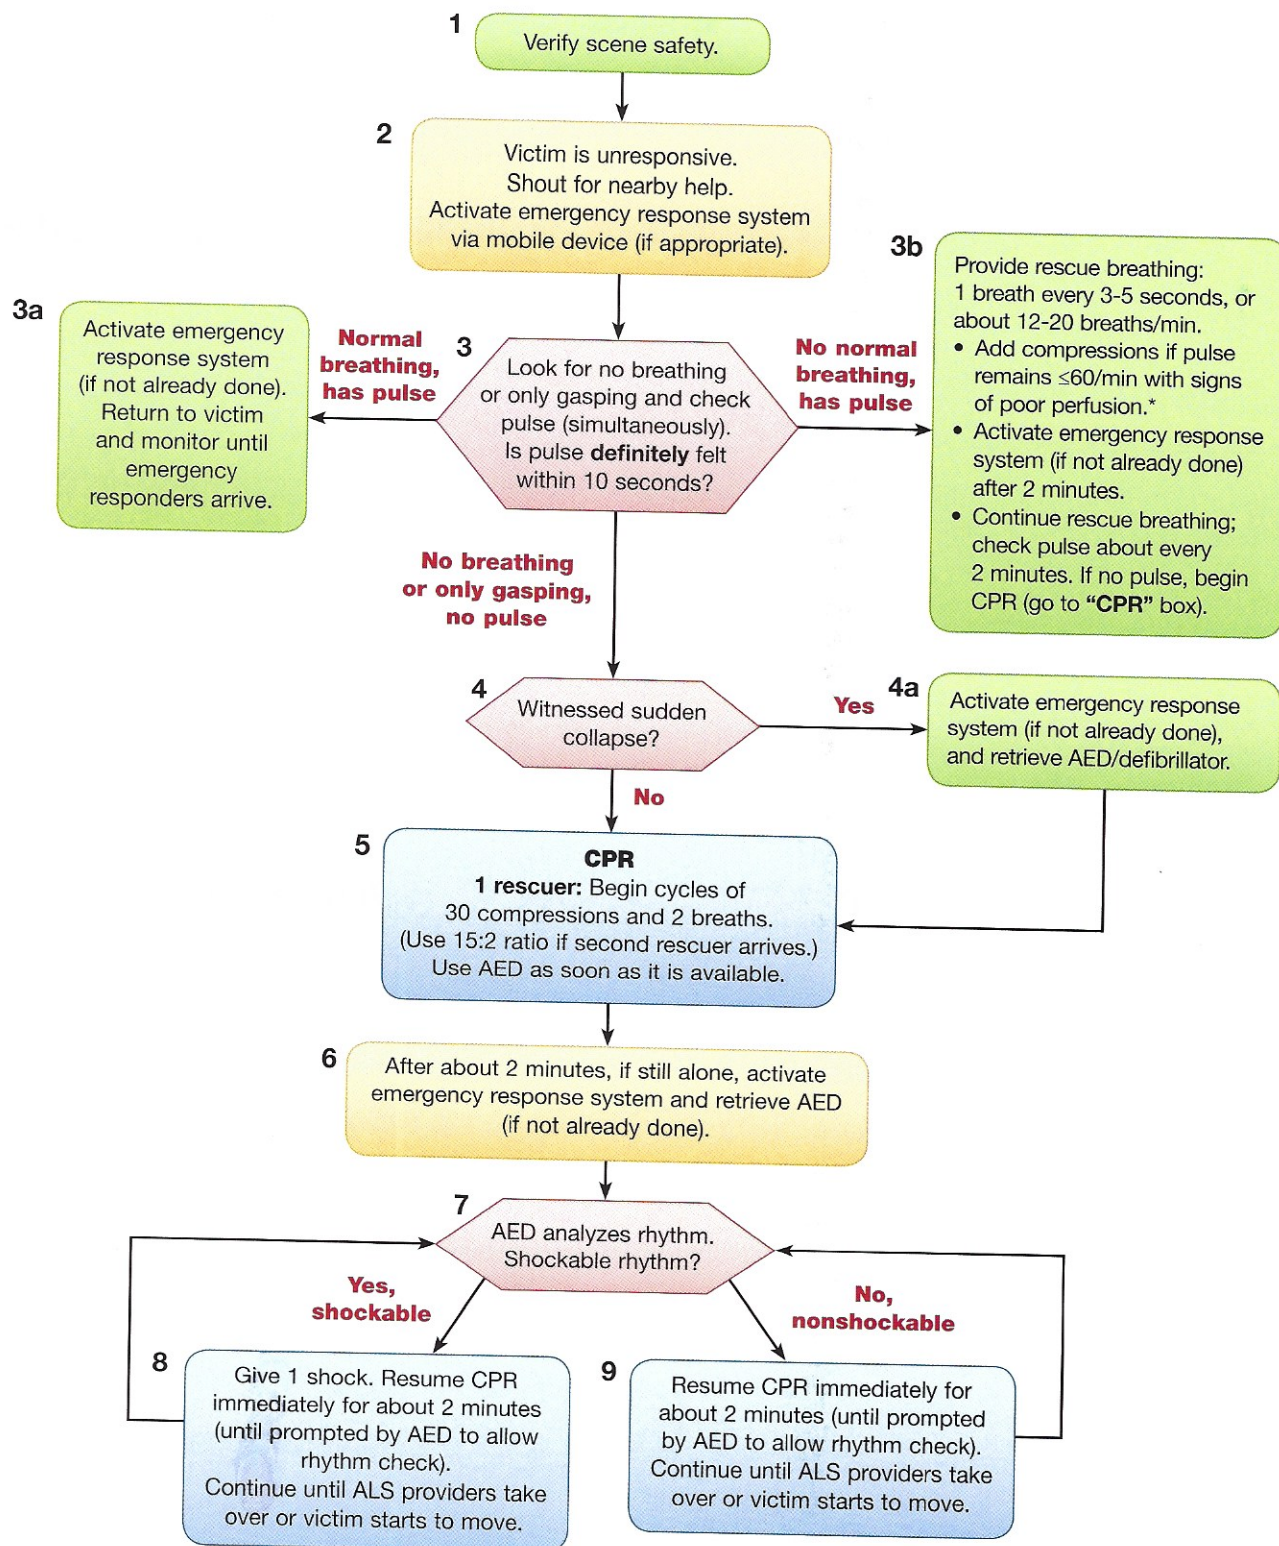 1
Verify scene safety.
2
Victim is unresponsive.
Shout for nearby help.
Activate emergency response system
via mobile device (if appropriate).
3a
Activate emergency
response system
(if not already done).
Return to victim
and monitor until
emergency
responders arrive.
Normal
breathing,
has pulse
3
Look for no breathing
or only gasping and check
pulse (simultaneously).
Is pulse definitely felt
within 10 seconds?
No normal
breathing,
has pulse
3b
Provide rescue breathing:
1 breath every 3-5 seconds, or
about 12-20 breaths/min.
• Add compressions if pulse
remains ≤60/min with signs
of poor perfusion.*
• Activate emergency response
system (if not already done)
after 2 minutes.
• Continue rescue breathing;
check pulse about every
2 minutes. If no pulse, begin
CPR (go to “CPR” box).
No breathing
or only gasping,
no pulse
4
Witnessed sudden
collapse?
Yes
4a
Activate emergency response
system (if not already done),
and retrieve AED/defibrillator.
No
5
CPR
1 rescuer: Begin cycles of
30 compressions and 2 breaths.
(Use 15:2 ratio if second rescuer arrives.)
Use AED as soon as it is available.
6
After about 2 minutes, if still alone, activate
emergency response system and retrieve AED
(if not already done).
7
AED analyzes rhythm.
Shockable rhythm?
Yes,
shockable
No,
nonshockable
8
Give 1 shock. Resume CPR
immediately for about 2 minutes
(until prompted by AED to allow
rhythm check).
Continue until ALS providers take
over or victim starts to move.
9
Resume CPR immediately for
about 2 minutes (until prompted
by AED to allow rhythm check).
Continue until ALS providers take
over or victim starts to move.